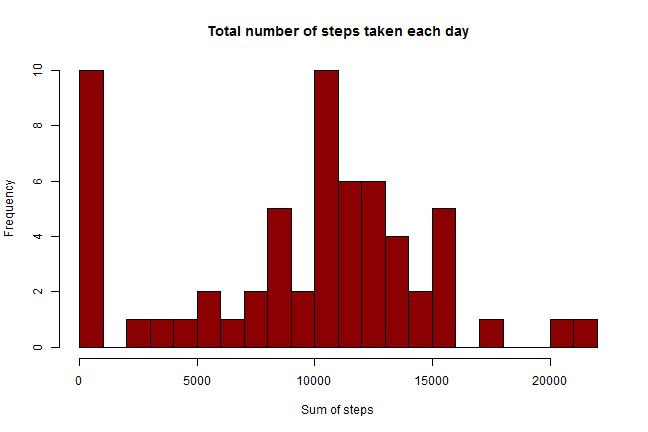 Total number of steps taken each day
Frequency
10
8
6
4
2
0
0 5000 10000 15000 20000
Sum of steps